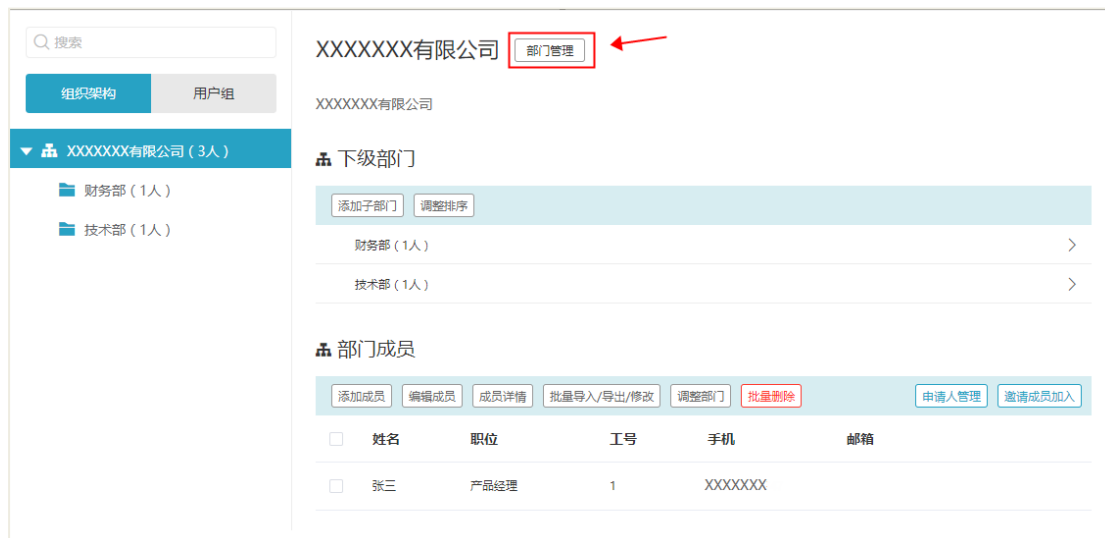 搜索
组织架构 用户组
XXXXXXX有限公司(3人)
财务部(1人)
技术部(1人)
XXXXXXX有限公司 部门管理
XXXXXXX有限公司
下级部门
添加子部门 调整排序
财务部(1人)
技术部(1人)
部门成员
添加成员 编辑成员 成员详情 批量导入/导出/修改 调整部门 批量删除 申请人管理 邀请成员加入
姓名 职位 工号 手机 邮箱
张三 产品经理 1 XXXXXXX